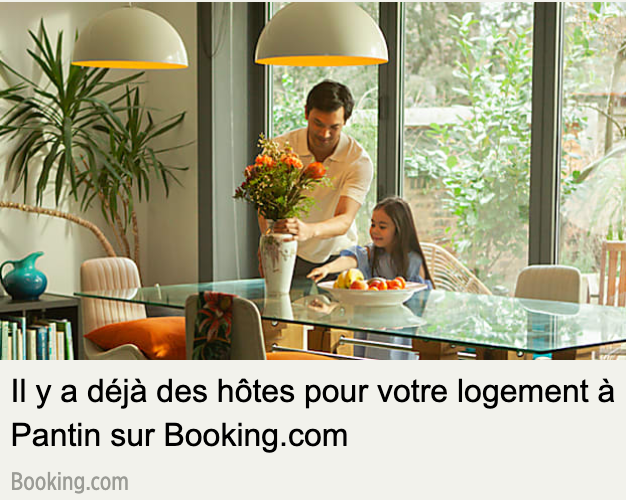 Il y a déjà des hôtes pour votre logement à
Pantin sur Booking.com
Booking.com